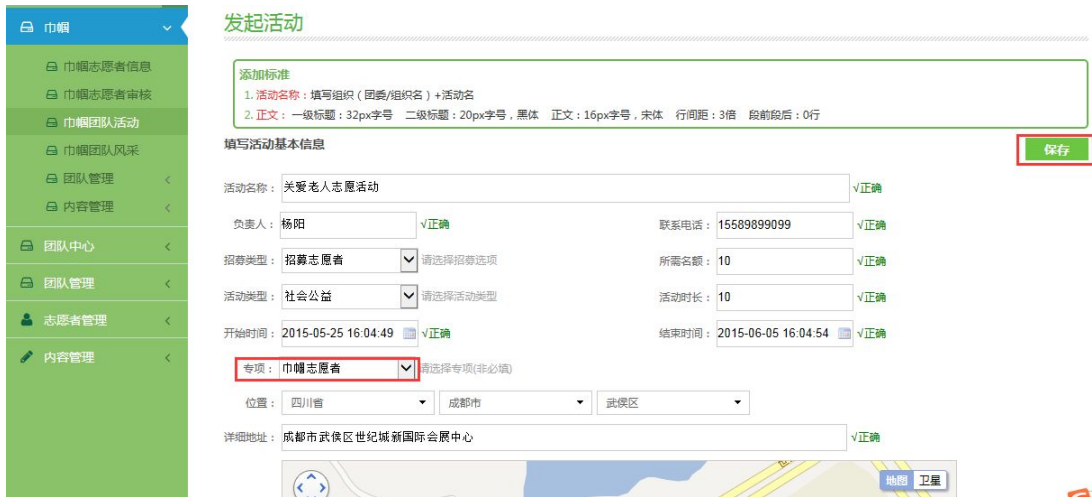 巾帼
巾帼志愿者信息
巾帼志愿者审核
巾帼团队活动
巾帼团队风采
团队管理
内容管理
团队中心
团队管理
志愿者管理
内容管理
发起活动
添加标准
1. 活动名称：填写组织（团委/组织名）+活动名
2. 正文： 一级标题：32px字号 二级标题：20px字号，黑体 正文：16px字号，宋体 行间距：3倍 段前段后：0行
填写活动基本信息
保存
活动名称： 关爱老人志愿活动 √正确
负责人： 杨阳 √正确 联系电话： 15589899099 √正确
招募类型： 招募志愿者 请选择招募选项 所需名额： 10 √正确
活动类型： 社会公益 请选择活动类型 活动时长： 10 √正确
开始时间： 2015-05-25 16:04:49 √正确 结束时间： 2015-06-05 16:04:54 √正确
专项： 巾帼志愿者 请选择专项(非必填)
位置： 四川省 成都市 武侯区
详细地址： 成都市武侯区世纪城新国际会展中心 √正确
地图 卫星